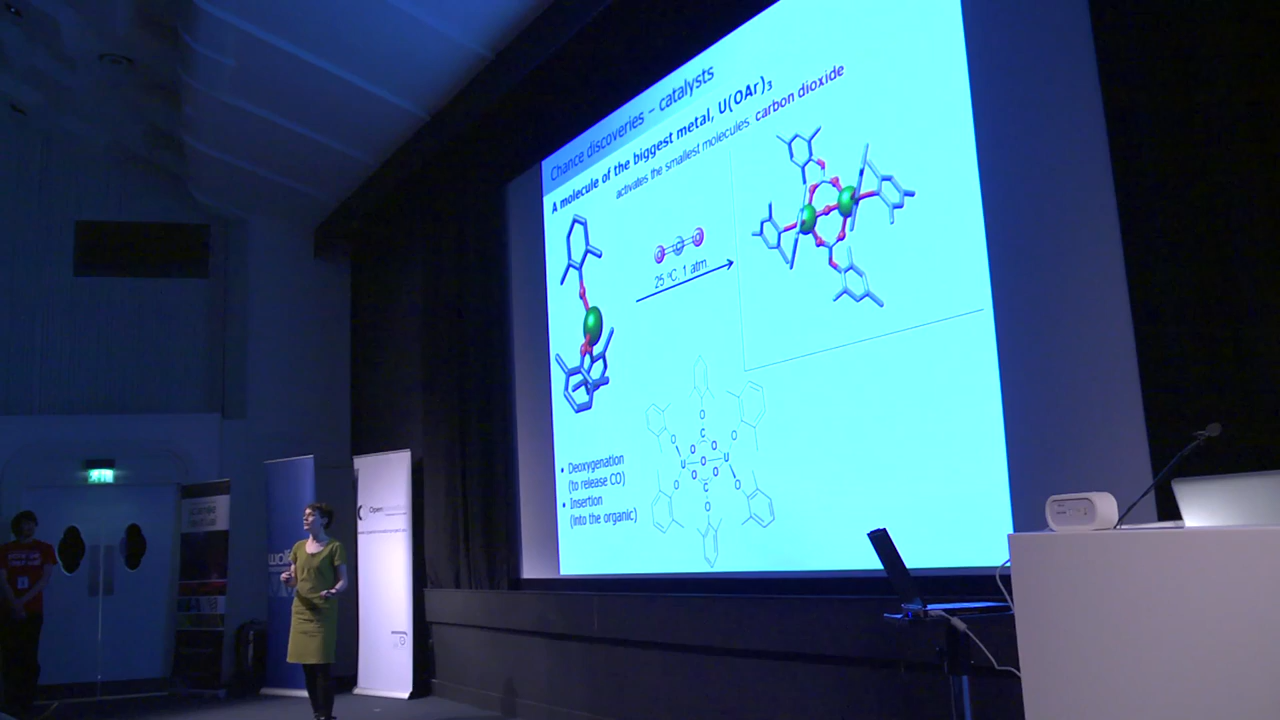 Chance discoveries – catalysts
A molecule of the biggest metal, U(OAr)₃
activates the smallest molecules. carbon dioxide
O C O
25 °C, 1 atm.
• Deoxygenation
(to release CO)
• Insertion
(into the organic)
O
O C O
O O
U O U
O O
O C O
O
Open